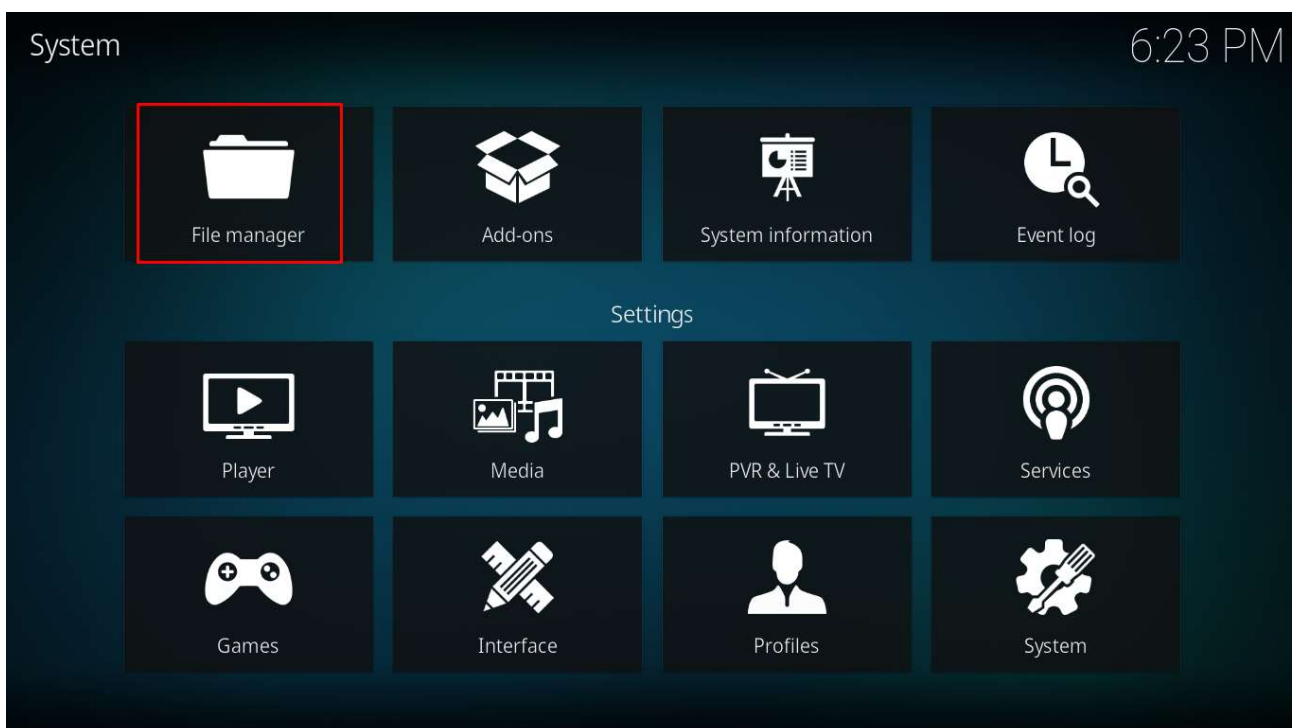 System
6:23 PM
File manager
Add-ons
System information
Event log
Settings
Player
Media
PVR & Live TV
Services
Games
Interface
Profiles
System